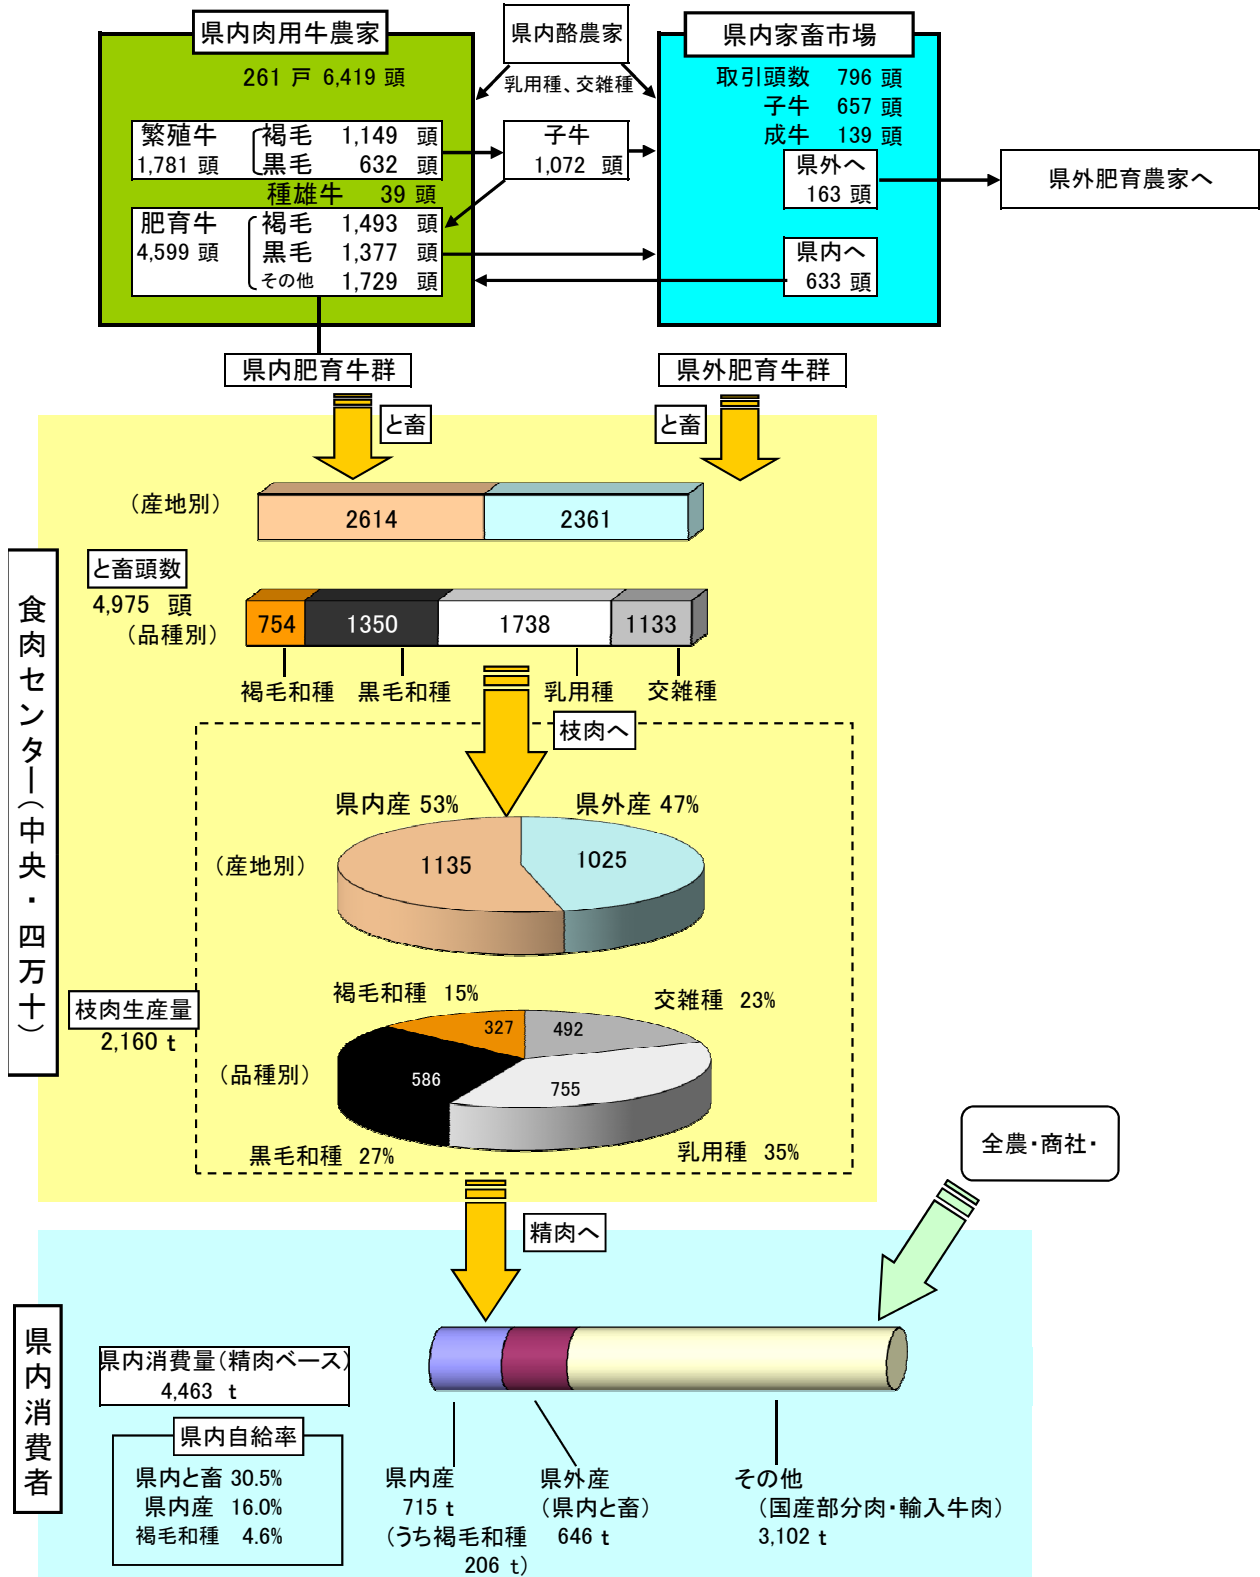 県内肉用牛農家
261 戸 6,419 頭
繁殖牛 褐毛 1,149 頭
1,781 頭 黒毛 632 頭
種雄牛 39 頭
肥育牛 褐毛 1,493 頭
4,599 頭 黒毛 1,377 頭
その他 1,729 頭
県内酪農家
乳用種、交雑種
子牛
1,072 頭
県内家畜市場
取引頭数 796 頭
子牛 657 頭
成牛 139 頭
県外へ
163 頭
県内へ
633 頭
県外肥育農家へ
県内肥育牛群
県外肥育牛群
と畜
と畜
食肉センター(中央・四万十)
(産地別)
2614 2361
と畜頭数
4,975 頭
(品種別)
754 1350 1738 1133
褐毛和種 黒毛和種 乳用種 交雑種
枝肉へ
県内産 53% 県外産 47%
(産地別)
1135 1025
枝肉生産量
2,160 t
褐毛和種 15% 交雑種 23%
327 492
(品種別)
586 755
黒毛和種 27% 乳用種 35%
全農・商社・
精肉へ
県内消費者
県内消費量(精肉ベース)
4,463 t
県内自給率
県内と畜 30.5%
県内産 16.0%
褐毛和種 4.6%
県内産
715 t
(うち褐毛和種
206 t)
県外産
(県内と畜)
646 t
その他
(国産部分肉・輸入牛肉)
3,102 t